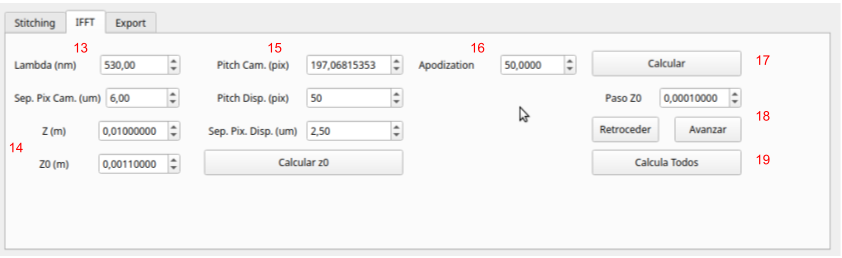 Stitching IFFT Export
13 15 16
Lambda (nm) 530,00 Pitch Cam. (pix) 197,06815353 Apodization 50,0000 Calcular 17
Sep. Pix Cam. (um) 6,00 Pitch Disp. (pix) 50 Paso Z0 0,00010000
18
Z (m) 0,01000000 Sep. Pix. Disp. (um) 2,50 Retroceder Avanzar
14
Z0 (m) 0,00110000 Calcular z0 Calcula Todos 19